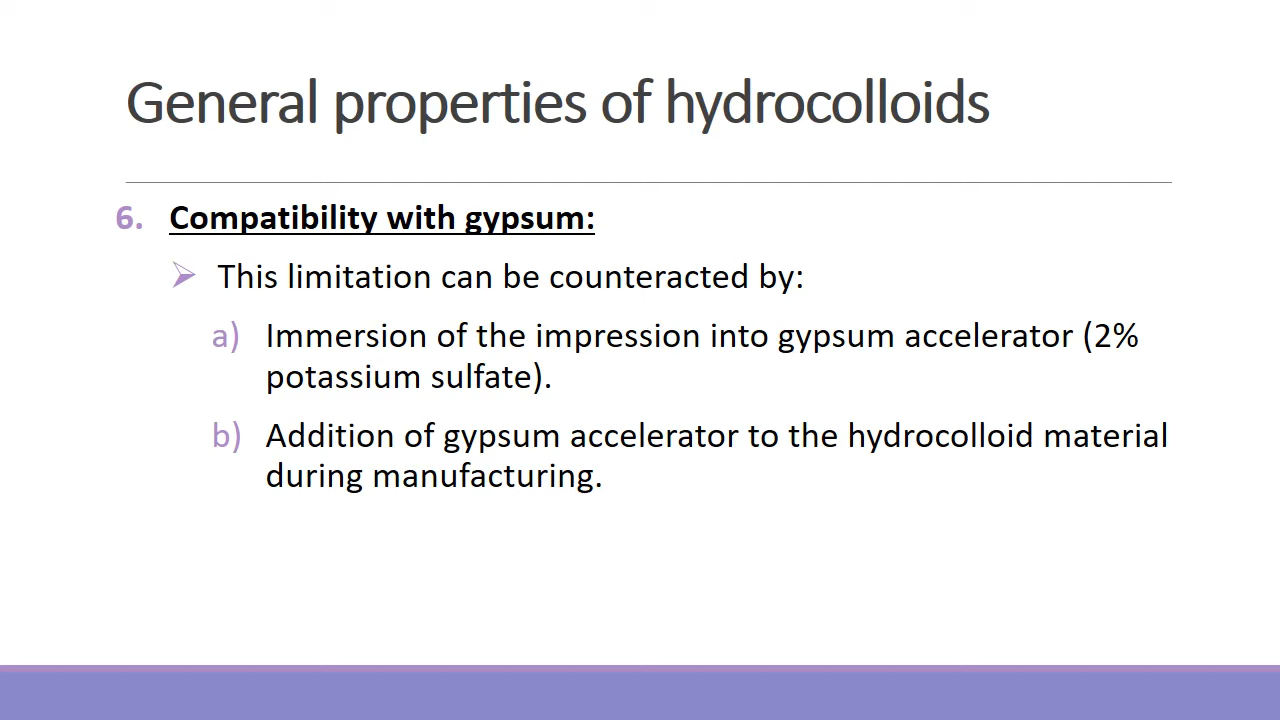 General properties of hydrocolloids
6. Compatibility with gypsum:
➢ This limitation can be counteracted by:
a) Immersion of the impression into gypsum accelerator (2%
potassium sulfate).
b) Addition of gypsum accelerator to the hydrocolloid material
during manufacturing.